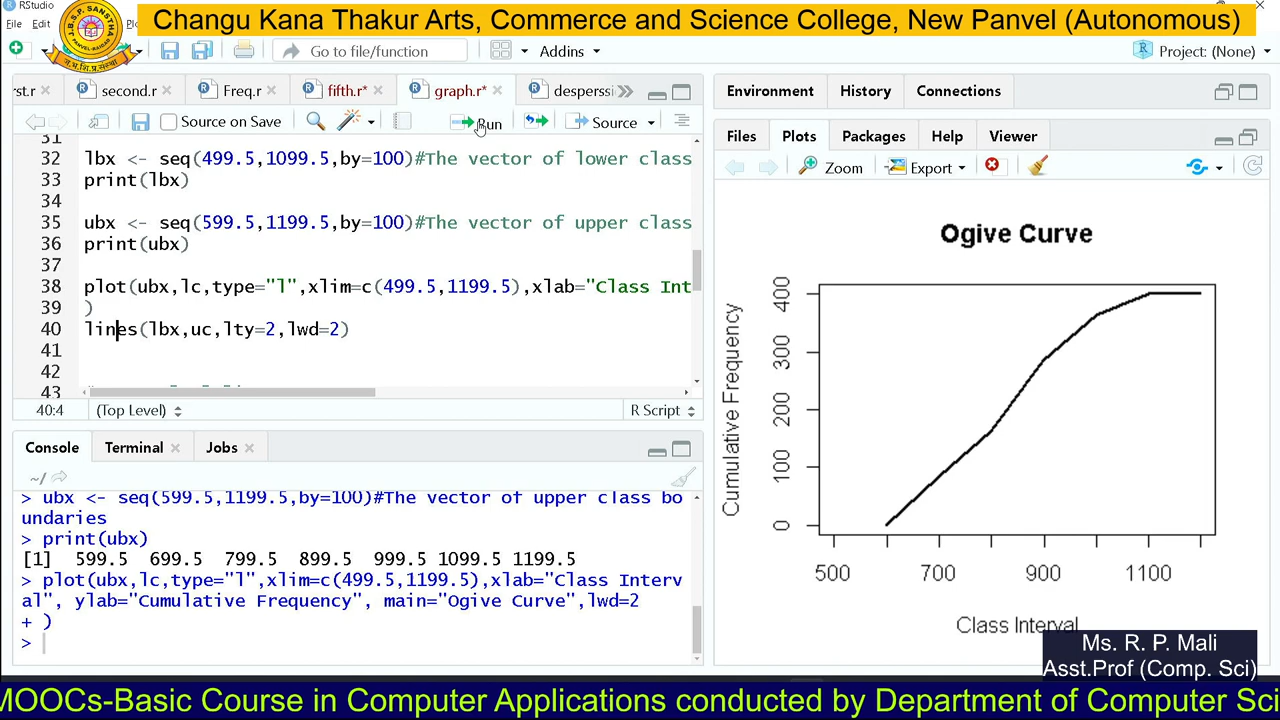 RStudio
Changu Kana Thakur Arts, Commerce and Science College, New Panvel (Autonomous)
File
Go to file/function
Addins
Project: (None)
rst.r
second.r
Freq.r
fifth.r*
graph.r*
desperssi
Source on Save
Run
Source
31
32 lbx <- seq(499.5,1099.5,by=100)#The vector of lower class
33 print(lbx)
34
35 ubx <- seq(599.5,1199.5,by=100)#The vector of upper class
36 print(ubx)
37
38 plot(ubx,lc,type="l",xlim=c(499.5,1199.5),xlab="Class Int
39 )
40 lines(lbx,uc,lty=2,lwd=2)
41
42
43
40:4
(Top Level)
R Script
Console
Terminal
Jobs
~/
> ubx <- seq(599.5,1199.5,by=100)#The vector of upper class bo
undaries
> print(ubx)
[1] 599.5 699.5 799.5 899.5 999.5 1099.5 1199.5
> plot(ubx,lc,type="l",xlim=c(499.5,1199.5),xlab="Class Interv
al", ylab="Cumulative Frequency", main="Ogive Curve",lwd=2
+ )
>
Environment
History
Connections
Files
Plots
Packages
Help
Viewer
Zoom
Export
Ogive Curve
Cumulative Frequency
400
300
200
100
0
500 700 900 1100
Class Interval
Ms. R. P. Mali
Asst.Prof (Comp. Sci)
MOOCs-Basic Course in Computer Applications conducted by Department of Computer Sci